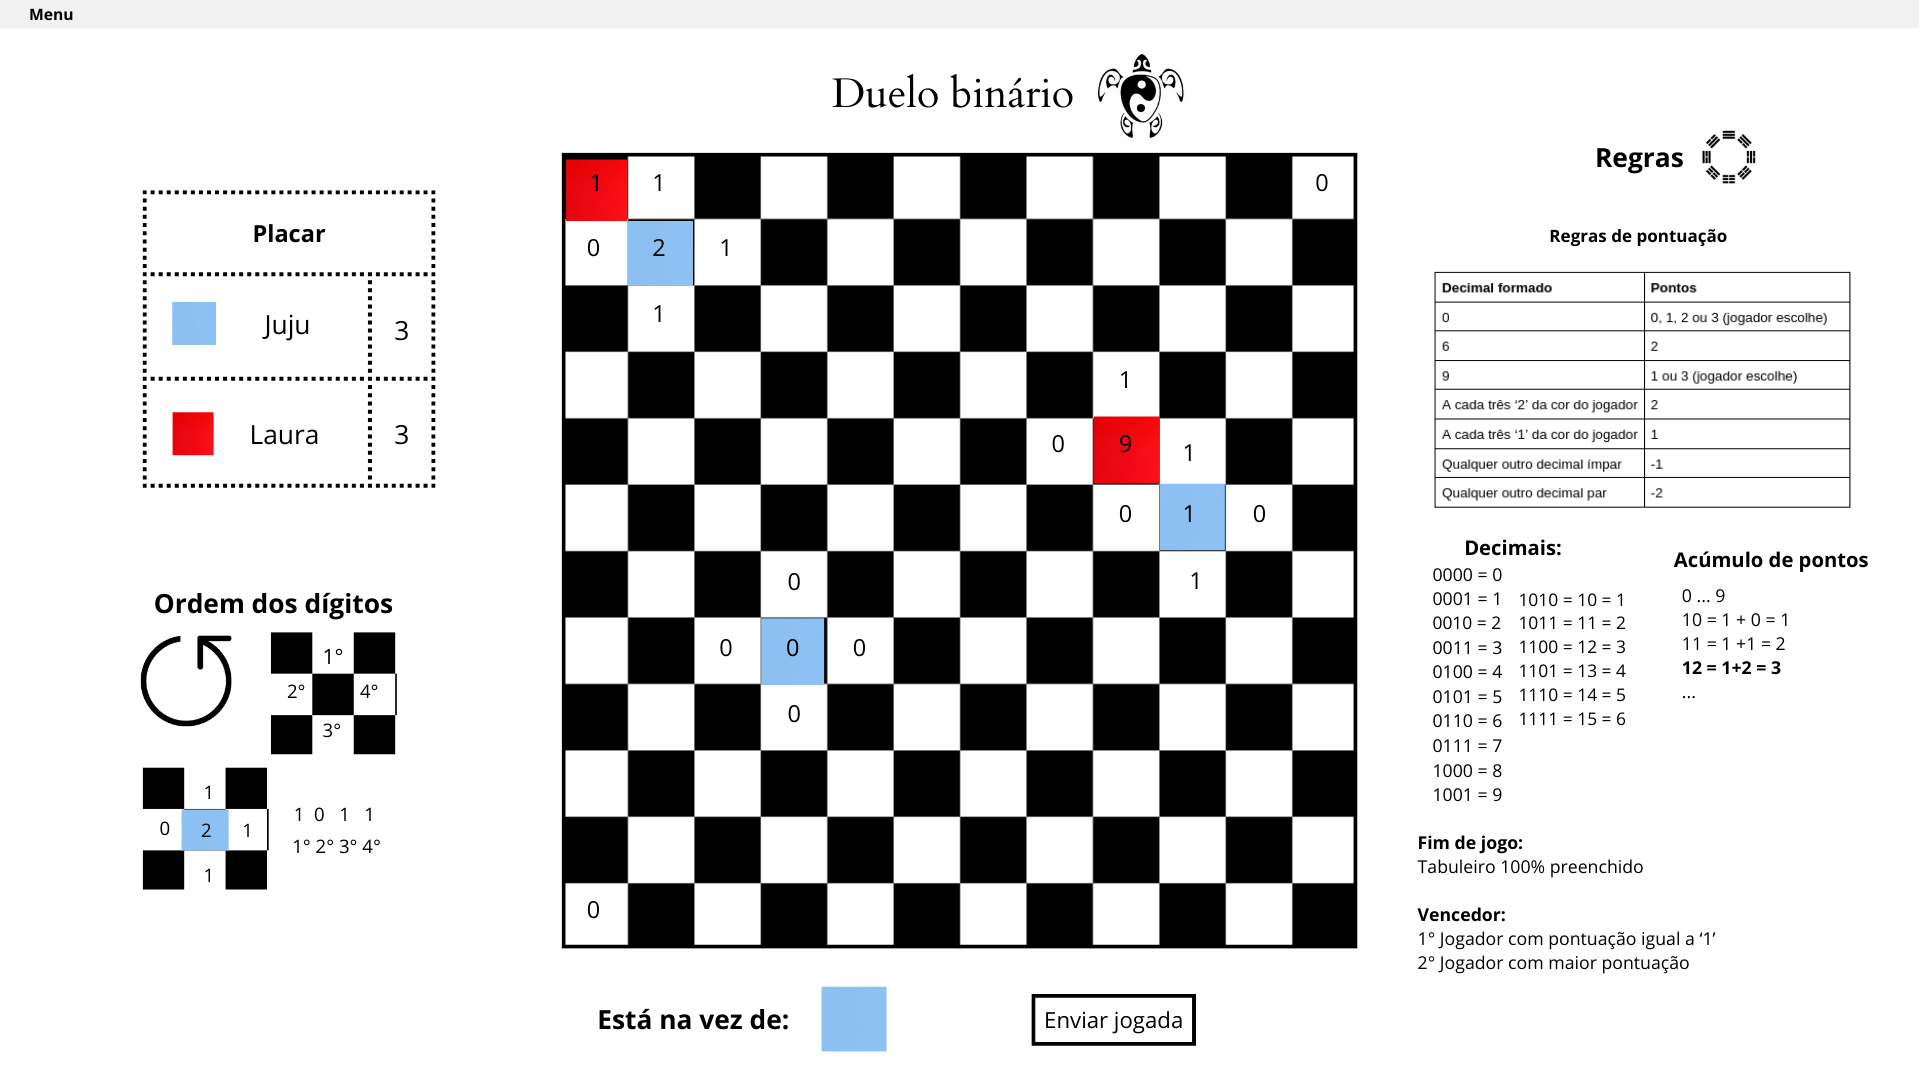 Menu
Duelo binário
Placar
Juju 3
Laura 3
Ordem dos dígitos
1°
2° 4°
3°
1
0 2 1
1
1 0 1 1
1° 2° 3° 4°
1 1 0
0 2 1
1
1
0 9 1
0 1 0
0 1
0 0 0
0
0
Está na vez de:
Enviar jogada
Regras
Regras de pontuação
Decimal formado Pontos
0 0, 1, 2 ou 3 (jogador escolhe)
6 2
9 1 ou 3 (jogador escolhe)
A cada três ‘2’ da cor do jogador 2
A cada três ‘1’ da cor do jogador 1
Qualquer outro decimal ímpar -1
Qualquer outro decimal par -2
Decimais:
0000 = 0
0001 = 1
0010 = 2
0011 = 3
0100 = 4
0101 = 5
0110 = 6
0111 = 7
1000 = 8
1001 = 9
1010 = 10 = 1
1011 = 11 = 2
1100 = 12 = 3
1101 = 13 = 4
1110 = 14 = 5
1111 = 15 = 6
Acúmulo de pontos
0 ... 9
10 = 1 + 0 = 1
11 = 1 +1 = 2
12 = 1+2 = 3
...
Fim de jogo:
Tabuleiro 100% preenchido
Vencedor:
1° Jogador com pontuação igual a ‘1’
2° Jogador com maior pontuação